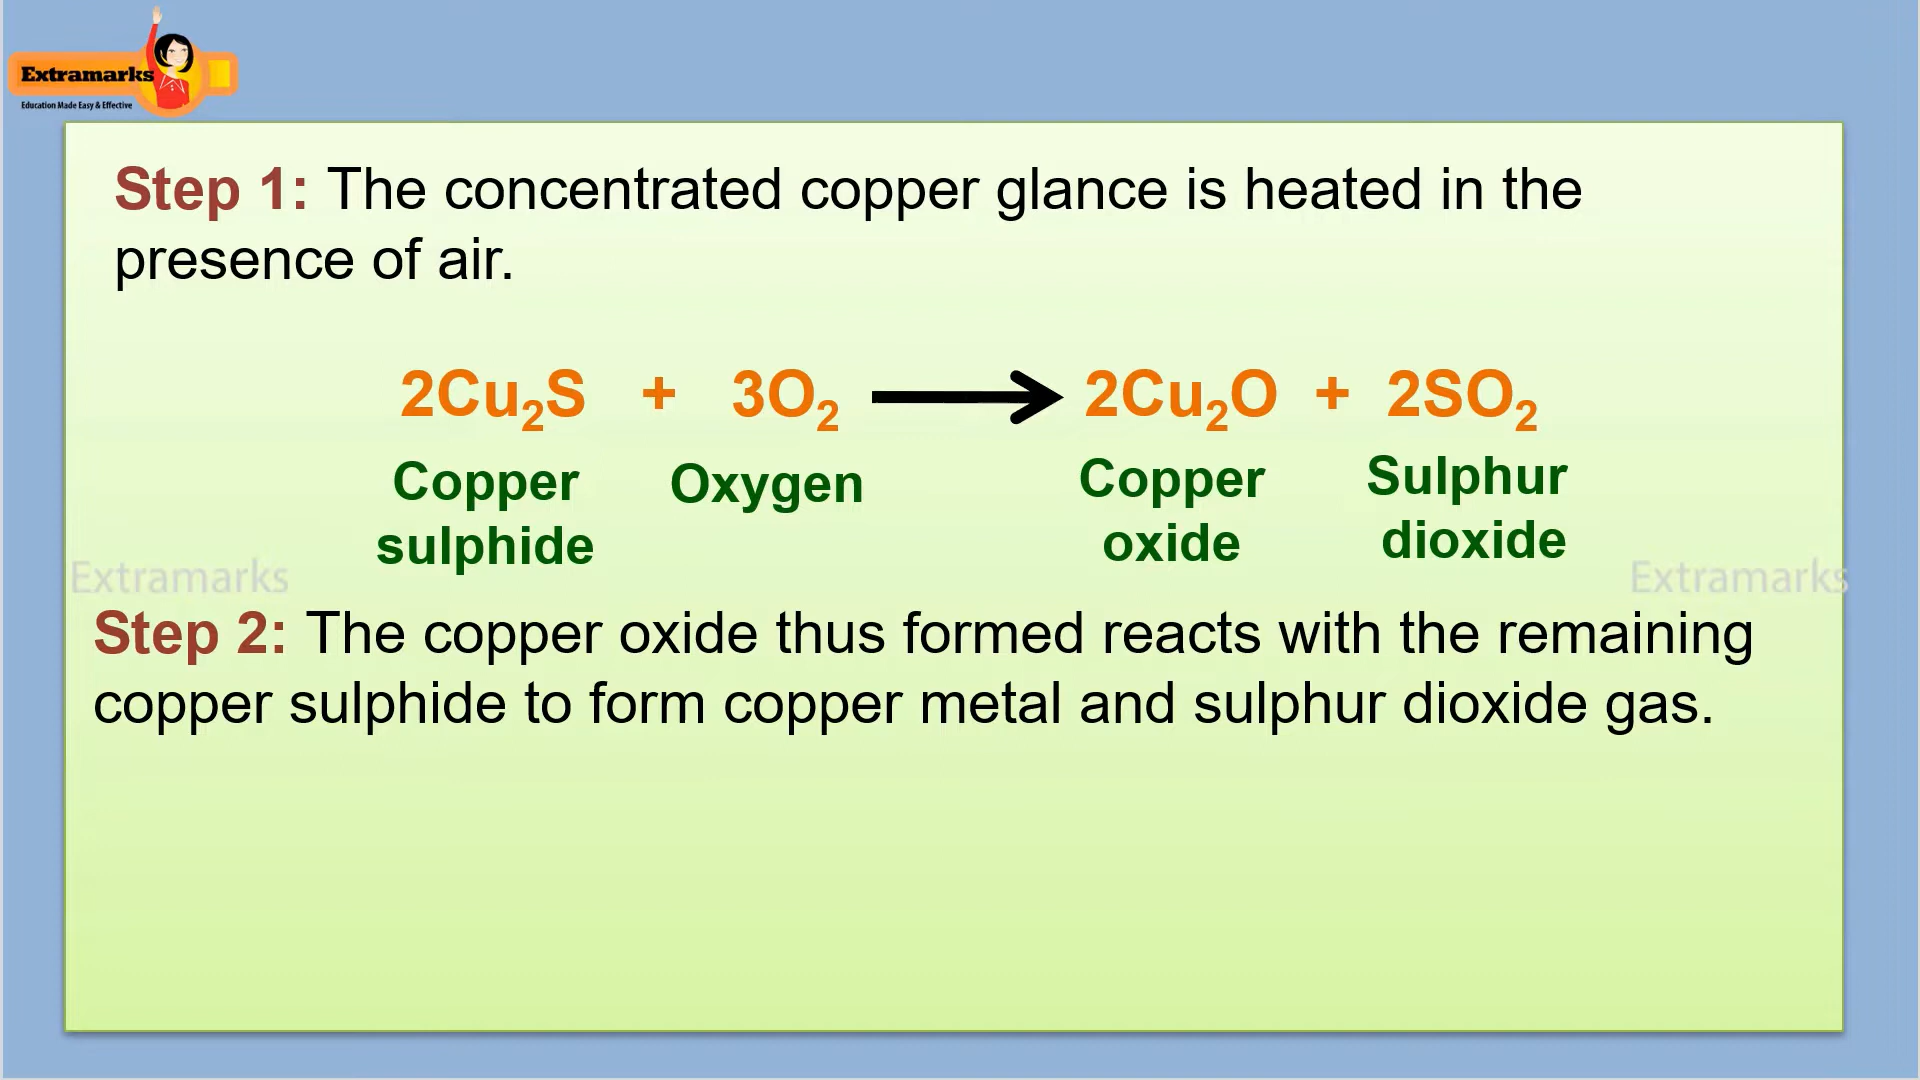 Extramarks
Education Made Easy & Effective
Step 1: The concentrated copper glance is heated in the
presence of air.
2Cu₂S + 3O₂ ⟶ 2Cu₂O + 2SO₂
Copper sulphide
Oxygen
Copper oxide
Sulphur dioxide
Extramarks
Extramarks
Step 2: The copper oxide thus formed reacts with the remaining
copper sulphide to form copper metal and sulphur dioxide gas.